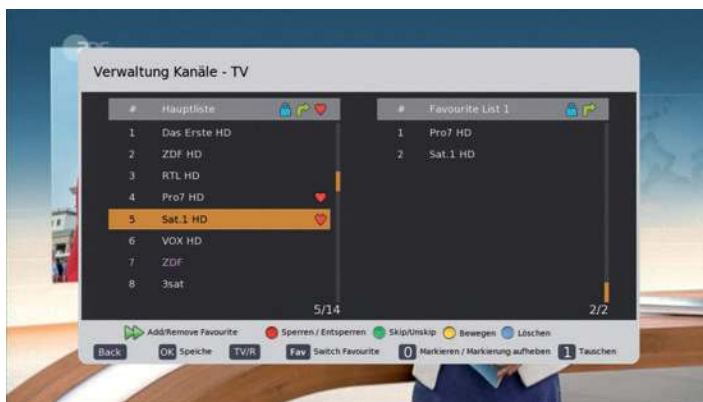 ZDF
Verwaltung Kanäle - TV
# Hauptliste
1 Das Erste HD
2 ZDF HD
3 RTL HD
4 Pro7 HD
5 Sat.1 HD
6 VOX HD
7 ZDF
8 3sat
5/14
# Favourite List 1
1 Pro7 HD
2 Sat.1 HD
2/2
Add/Remove Favourite Sperren / Entsperren Skip/Unskip Bewegen Löschen
Back OK Speiche TV/R Fav Switch Favourite 0 Markieren / Markierung aufheben 1 Tauschen